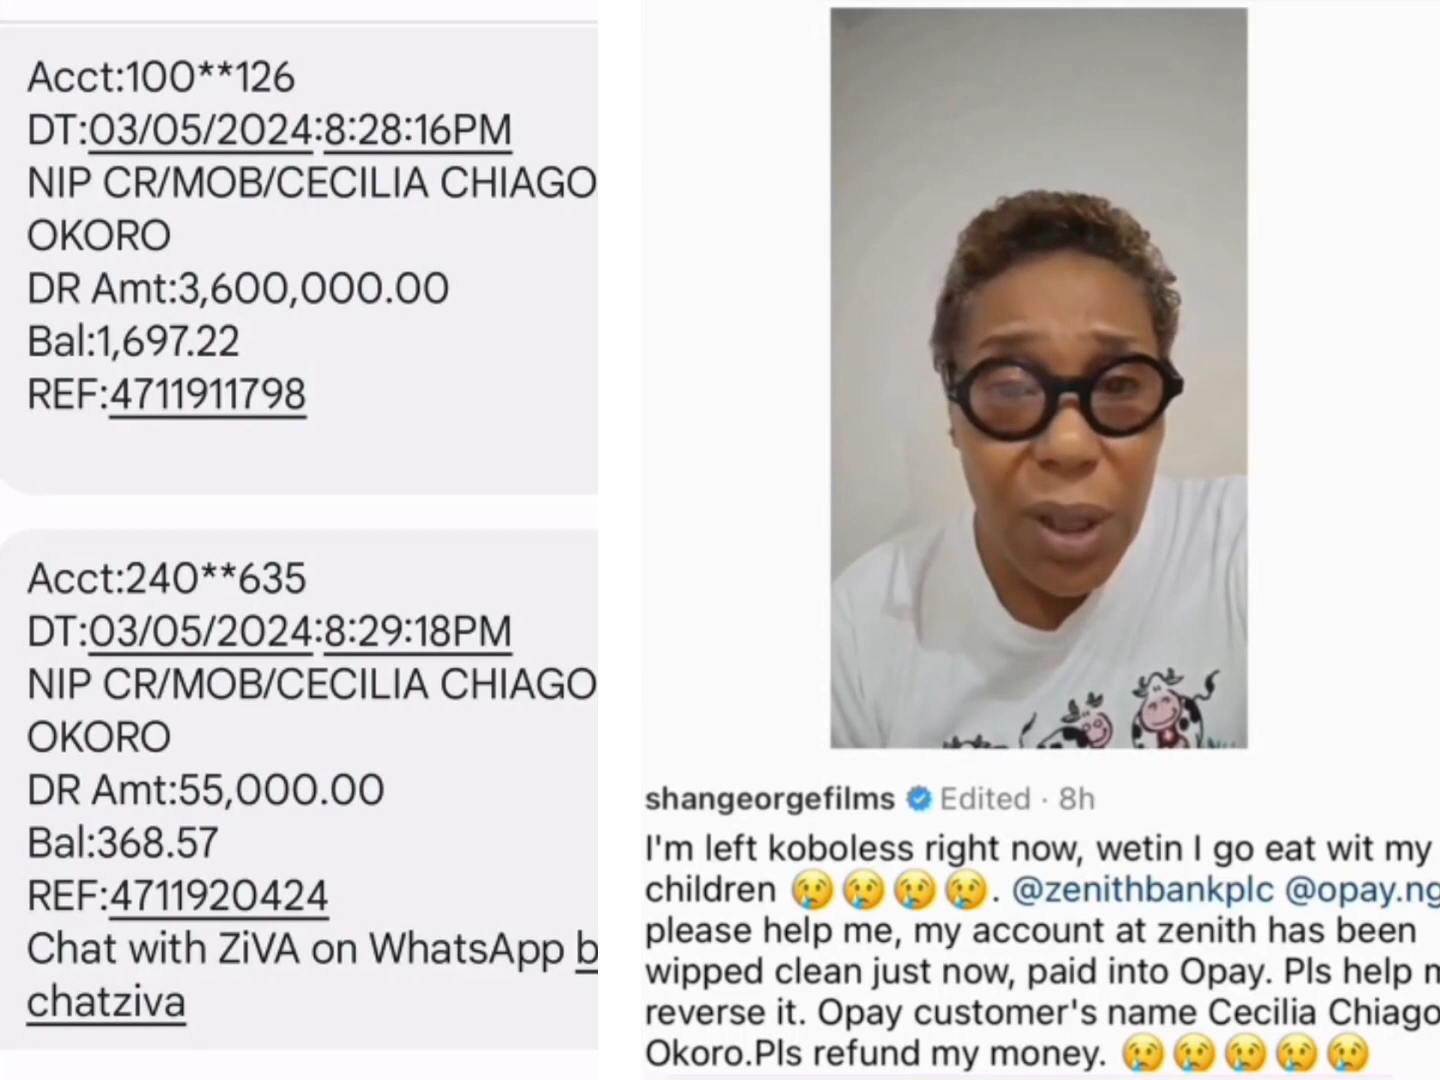 Acct:100**126
DT:03/05/2024:8:28:16PM
NIP CR/MOB/CECILIA CHIAGO
OKORO
DR Amt:3,600,000.00
Bal:1,697.22
REF:4711911798
Acct:240**635
DT:03/05/2024:8:29:18PM
NIP CR/MOB/CECILIA CHIAGO
OKORO
DR Amt:55,000.00
Bal:368.57
REF:4711920424
Chat with ZiVA on WhatsApp b
chatziva
shangeorgefilms Edited · 8h
I'm left koboless right now, wetin I go eat wit my
children 😢😢😢😢. @zenithbankplc @opay.ng
please help me, my account at zenith has been
wipped clean just now, paid into Opay. Pls help m
reverse it. Opay customer's name Cecilia Chiago
Okoro.Pls refund my money. 😢😢😢😢😢